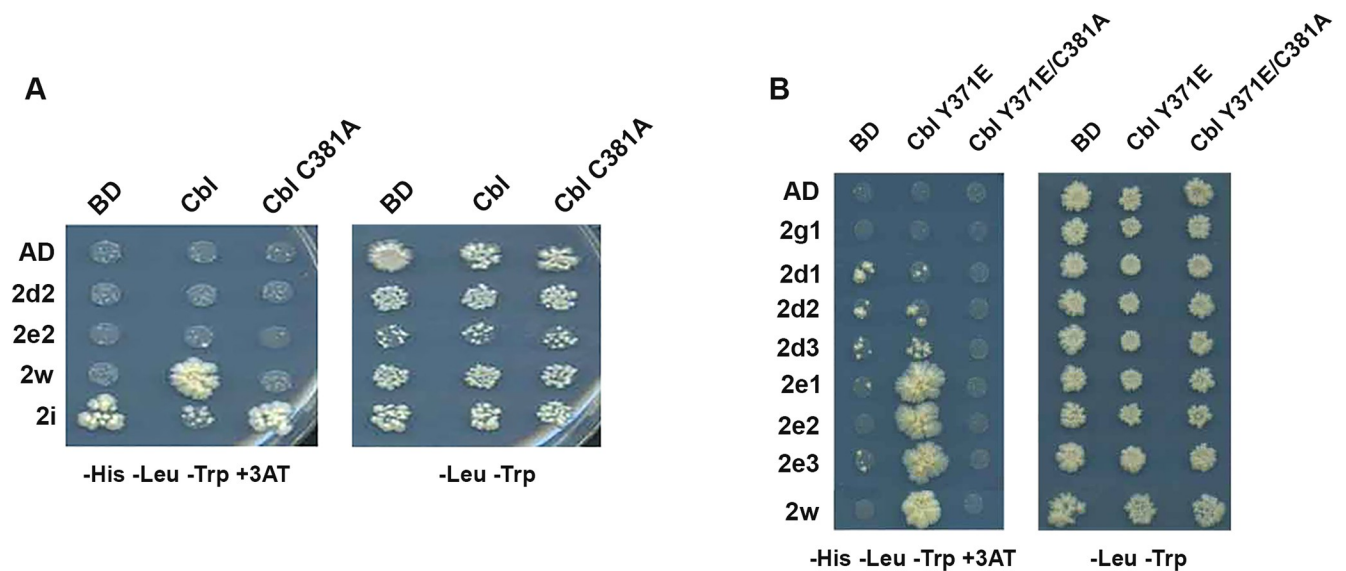 A
BD Cbl Cbl C381A BD Cbl Cbl C381A
AD
2d2
2e2
2w
2i
-His -Leu -Trp +3AT -Leu -Trp
B
BD Cbl Y371E Cbl Y371E/C381A BD Cbl Y371E Cbl Y371E/C381A
AD
2g1
2d1
2d2
2d3
2e1
2e2
2e3
2w
-His -Leu -Trp +3AT -Leu -Trp